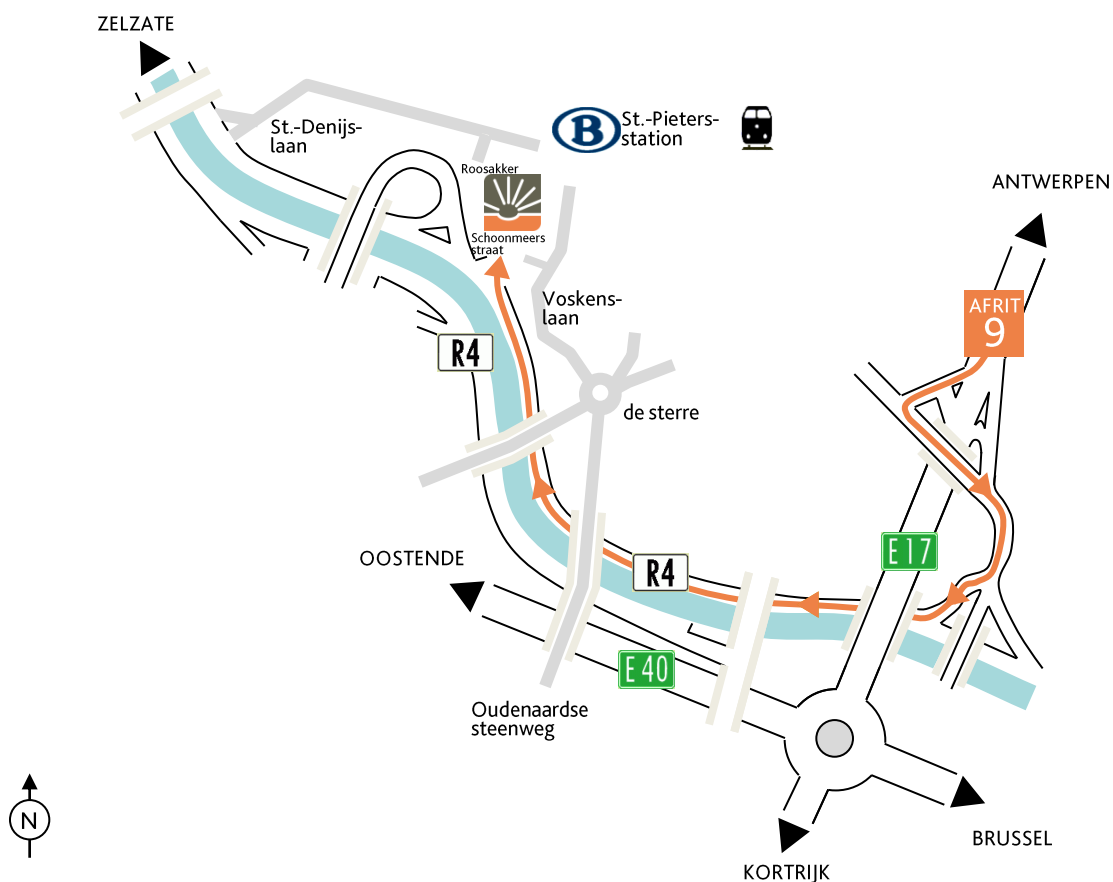 ZELZATE
St.-Denijs-
laan
B
St.-Pieters-
station
Roosakker
Schoonmeers
straat
ANTWERPEN
AFRIT
9
Voskens-
laan
R4
de sterre
OOSTENDE
R4
E17
E40
Oudenaardse
steenweg
N
BRUSSEL
KORTRIJK